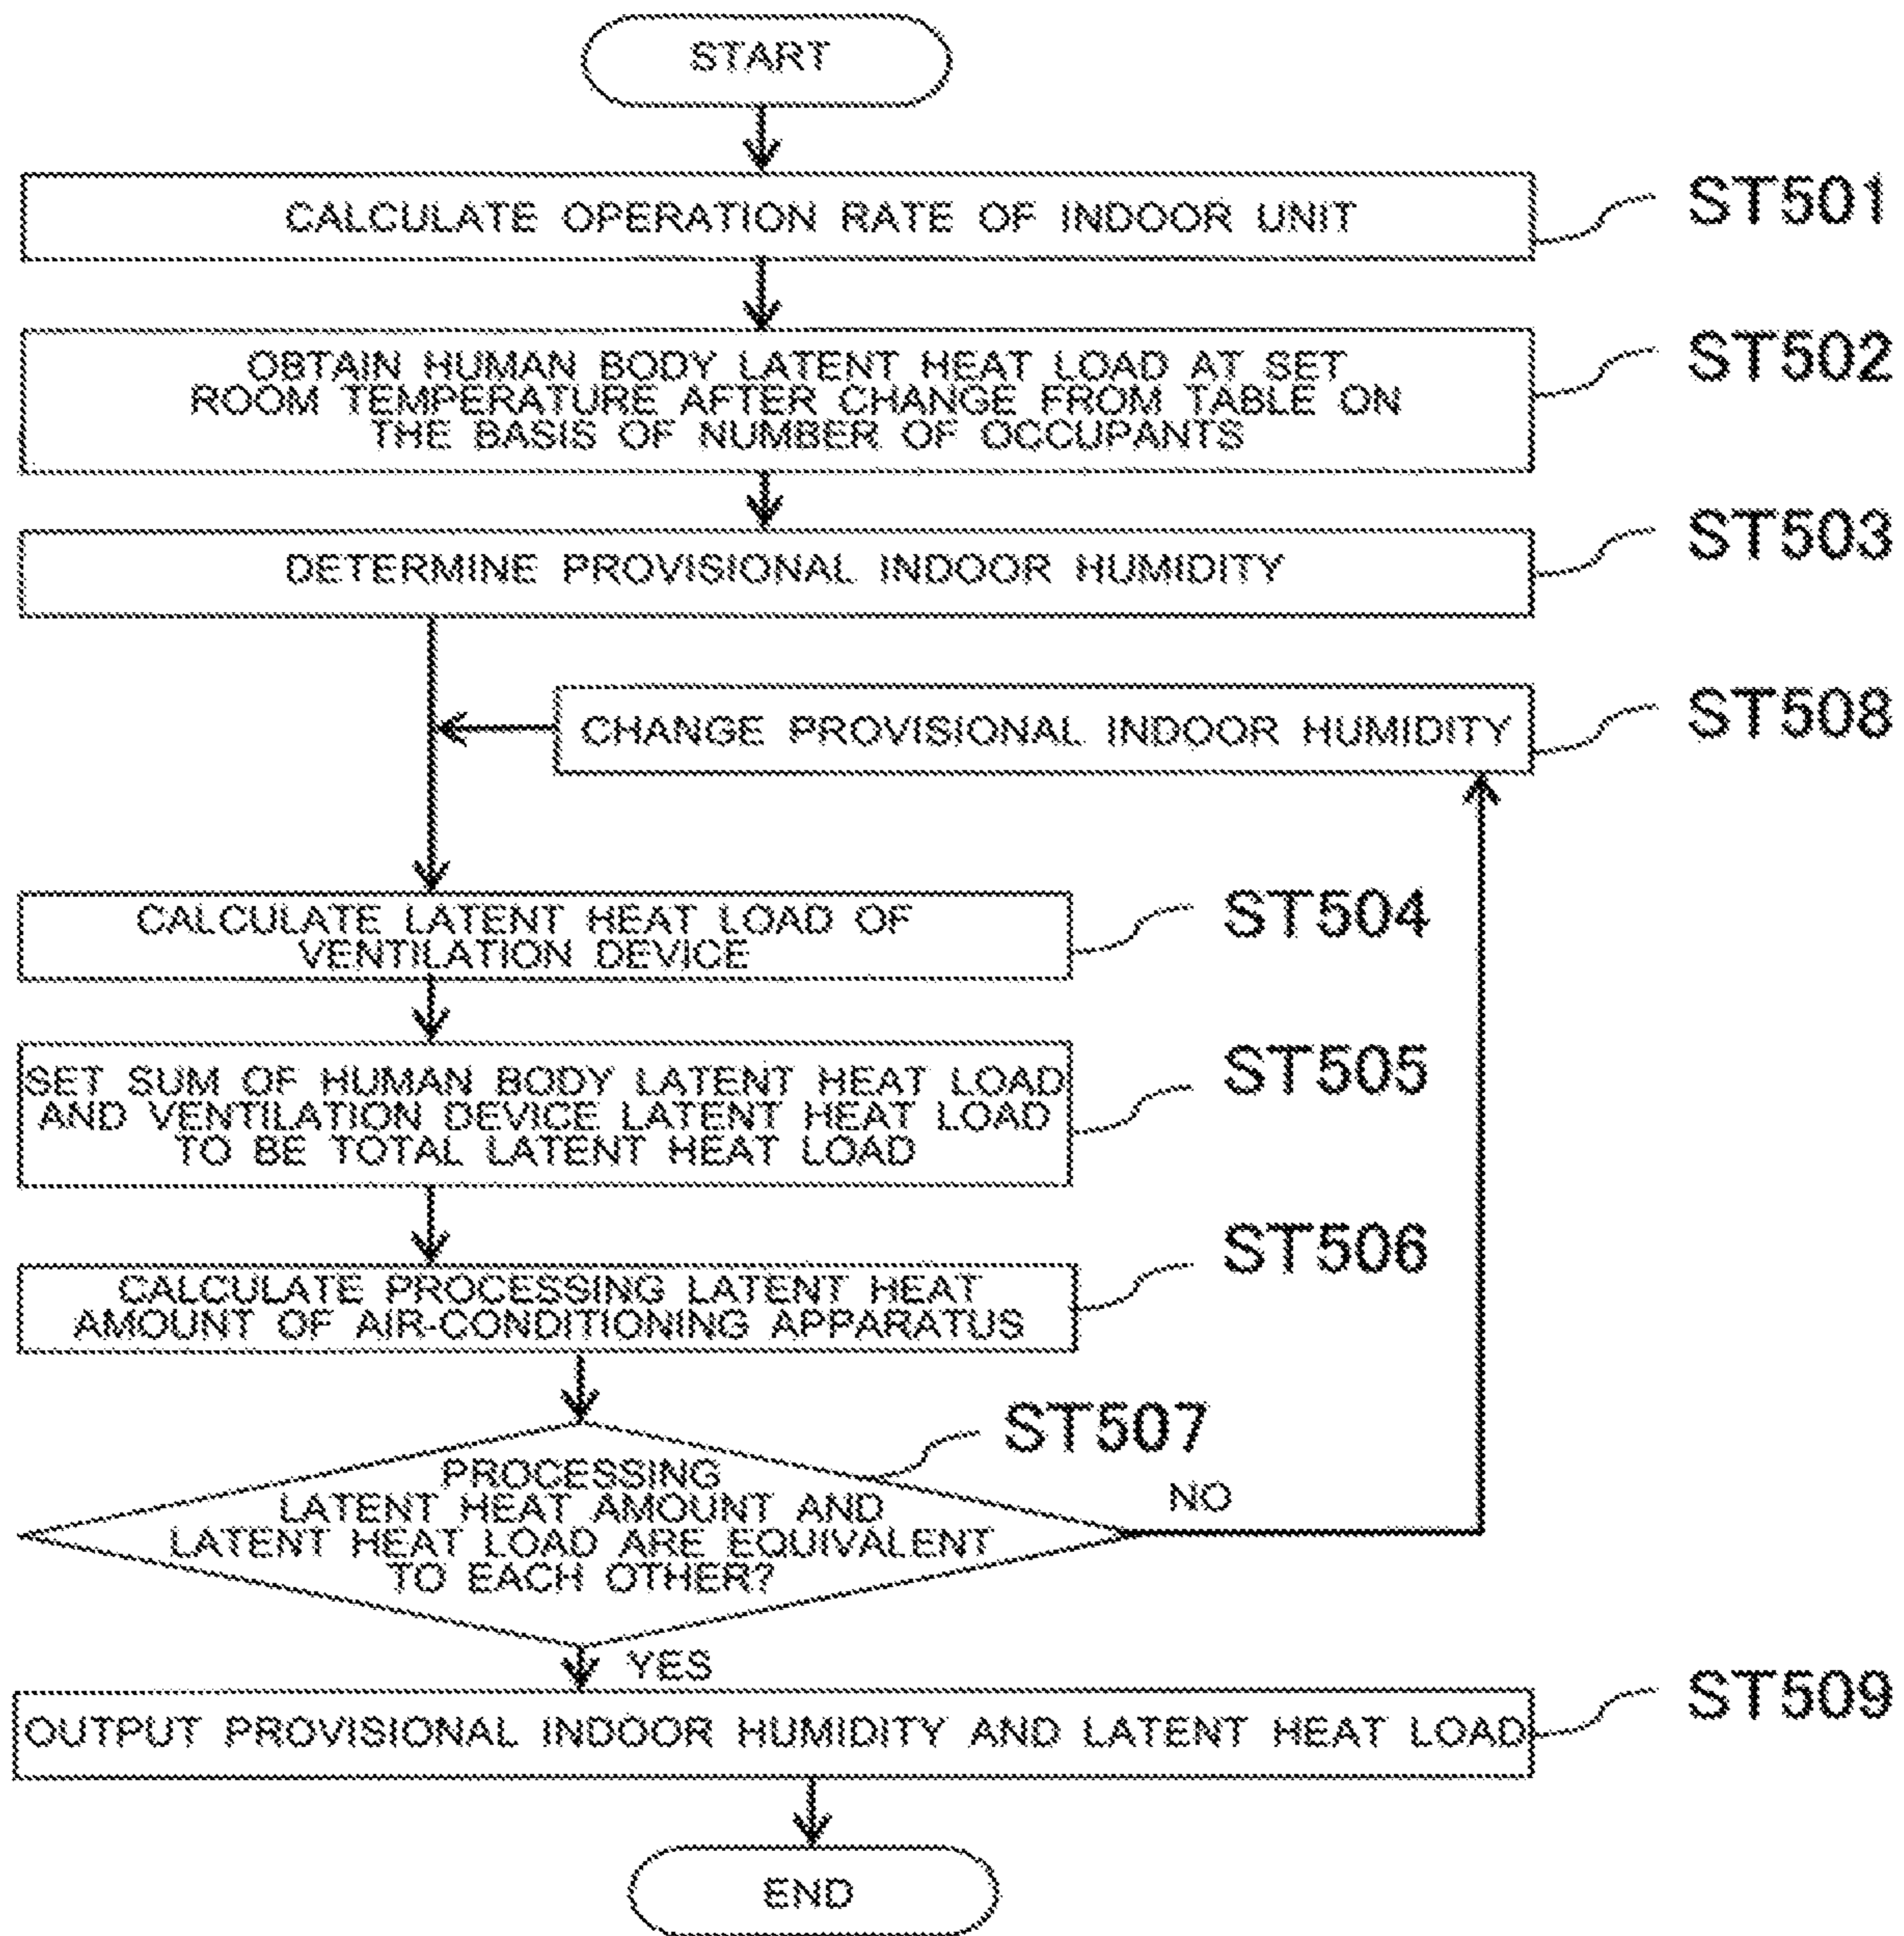 START
CALCULATE OPERATION RATE OF INDOOR UNIT
ST501
OBTAIN HUMAN BODY LATENT HEAT LOAD AT SET
ROOM TEMPERATURE AFTER CHANGE FROM TABLE ON
THE BASIS OF NUMBER OF OCCUPANTS
ST502
DETERMINE PROVISIONAL INDOOR HUMIDITY
ST503
CHANGE PROVISIONAL INDOOR HUMIDITY
ST508
CALCULATE LATENT HEAT LOAD OF
VENTILATION DEVICE
ST504
SET SUM OF HUMAN BODY LATENT HEAT LOAD
AND VENTILATION DEVICE LATENT HEAT LOAD
TO BE TOTAL LATENT HEAT LOAD
ST505
CALCULATE PROCESSING LATENT HEAT
AMOUNT OF AIR-CONDITIONING APPARATUS
ST506
PROCESSING
LATENT HEAT AMOUNT AND
LATENT HEAT LOAD ARE EQUIVALENT
TO EACH OTHER?
ST507
NO
YES
OUTPUT PROVISIONAL INDOOR HUMIDITY AND LATENT HEAT LOAD
ST509
END